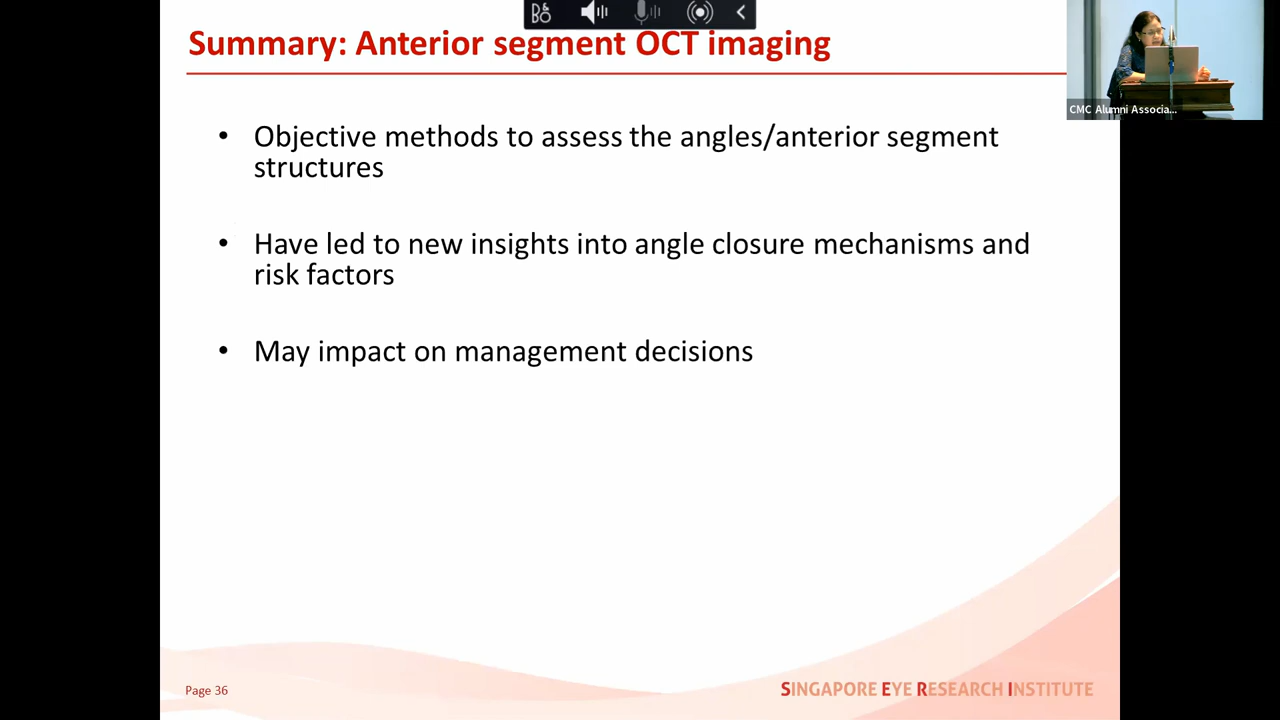 Summary: Anterior segment OCT imaging
CMC Alumni Associa...
• Objective methods to assess the angles/anterior segment
structures
• Have led to new insights into angle closure mechanisms and
risk factors
• May impact on management decisions
Page 36
SINGAPORE EYE RESEARCH INSTITUTE